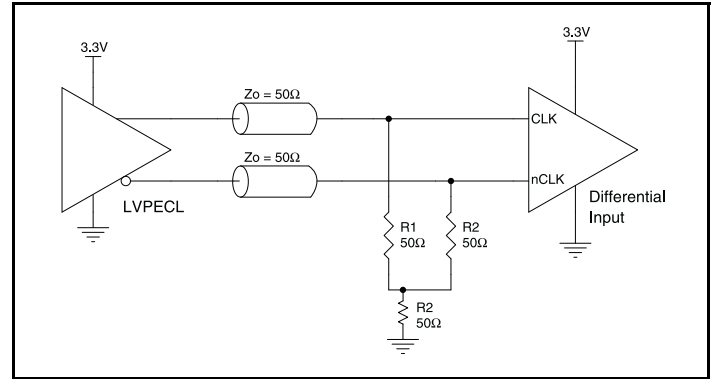 3.3V
3.3V
Zo = 50Ω
CLK
Zo = 50Ω
nCLK
LVPECL
Differential
Input
R1
50Ω
R2
50Ω
R2
50Ω